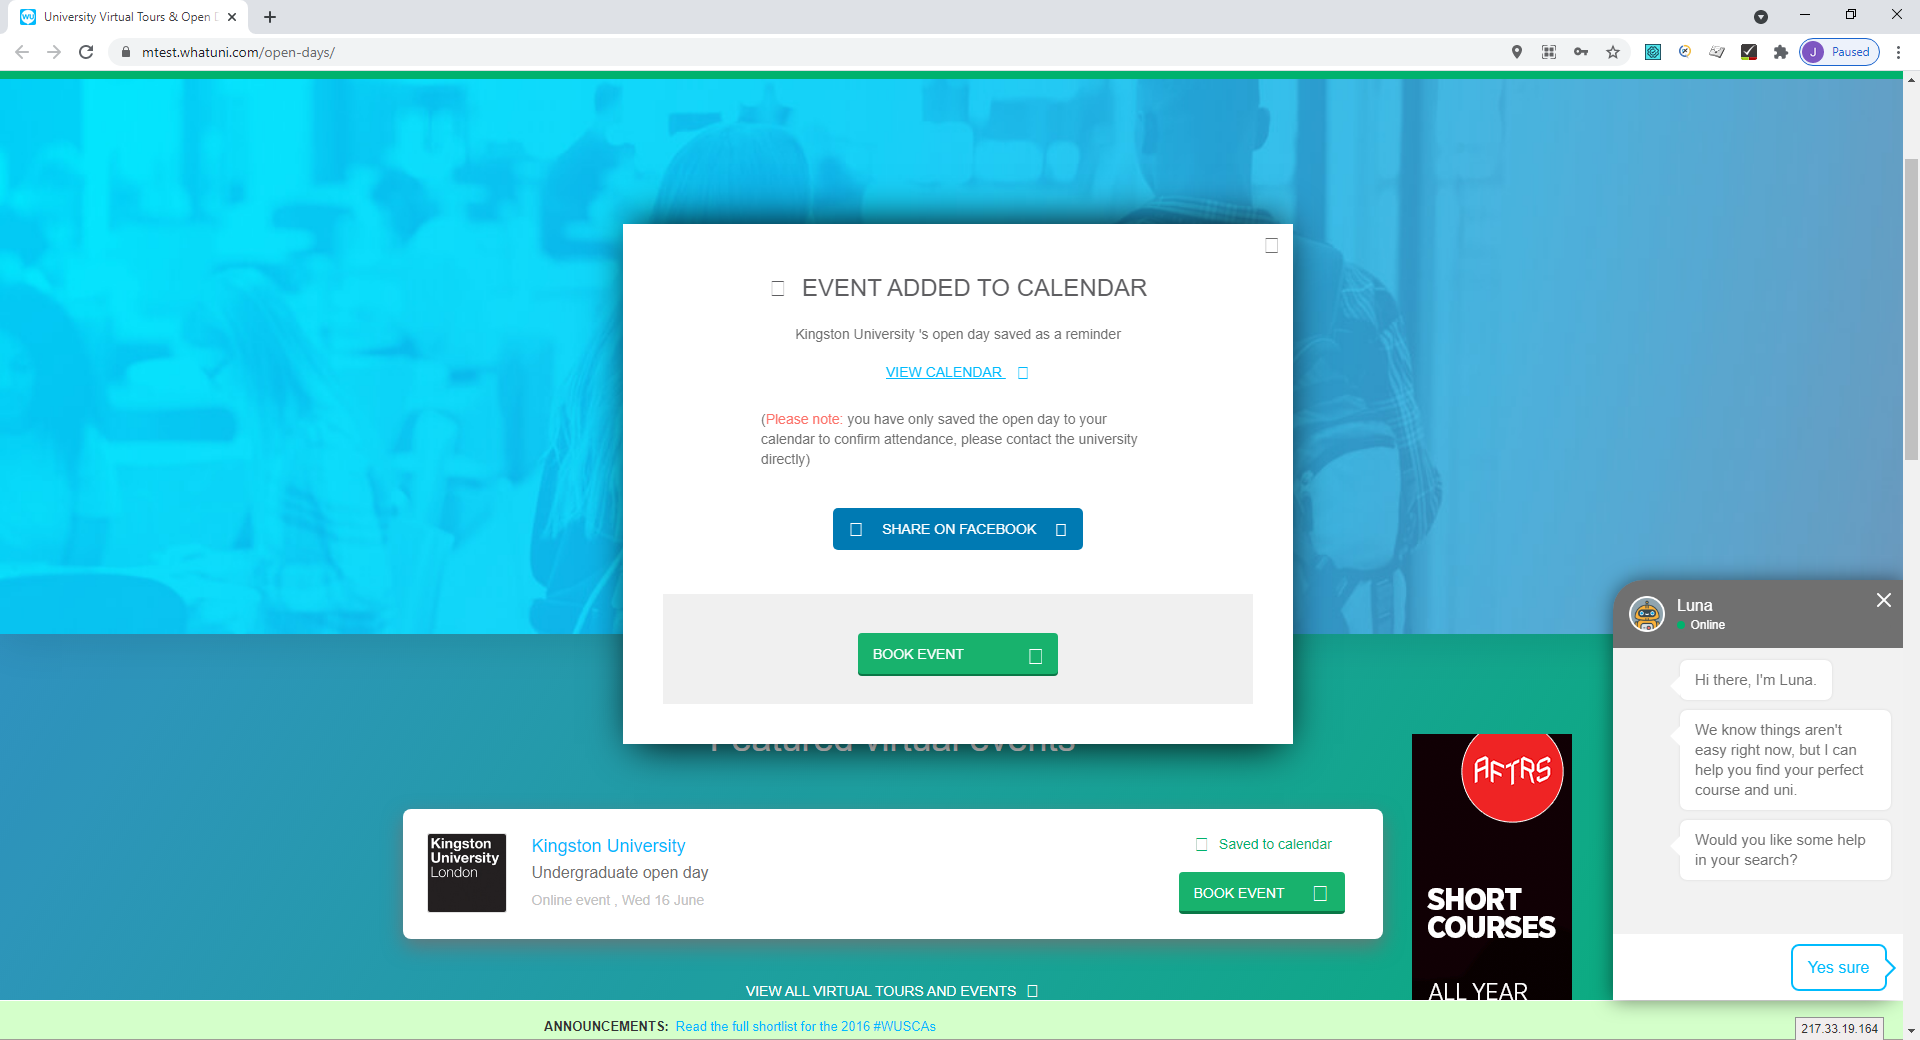 University Virtual Tours & Open
mtest.whatuni.com/open-days/
J Paused
EVENT ADDED TO CALENDAR
Kingston University 's open day saved as a reminder
VIEW CALENDAR
(Please note: you have only saved the open day to your
calendar to confirm attendance, please contact the university
directly)
SHARE ON FACEBOOK
BOOK EVENT
Featured virtual events
Kingston
University
London
Kingston University
Undergraduate open day
Online event , Wed 16 June
Saved to calendar
BOOK EVENT
VIEW ALL VIRTUAL TOURS AND EVENTS
AFTRS
SHORT
COURSES
ALL YEAR
Luna
Online
Hi there, I'm Luna.
We know things aren't
easy right now, but I can
help you find your perfect
course and uni.
Would you like some help
in your search?
Yes sure
ANNOUNCEMENTS: Read the full shortlist for the 2016 #WUSCAs
217.33.19.164